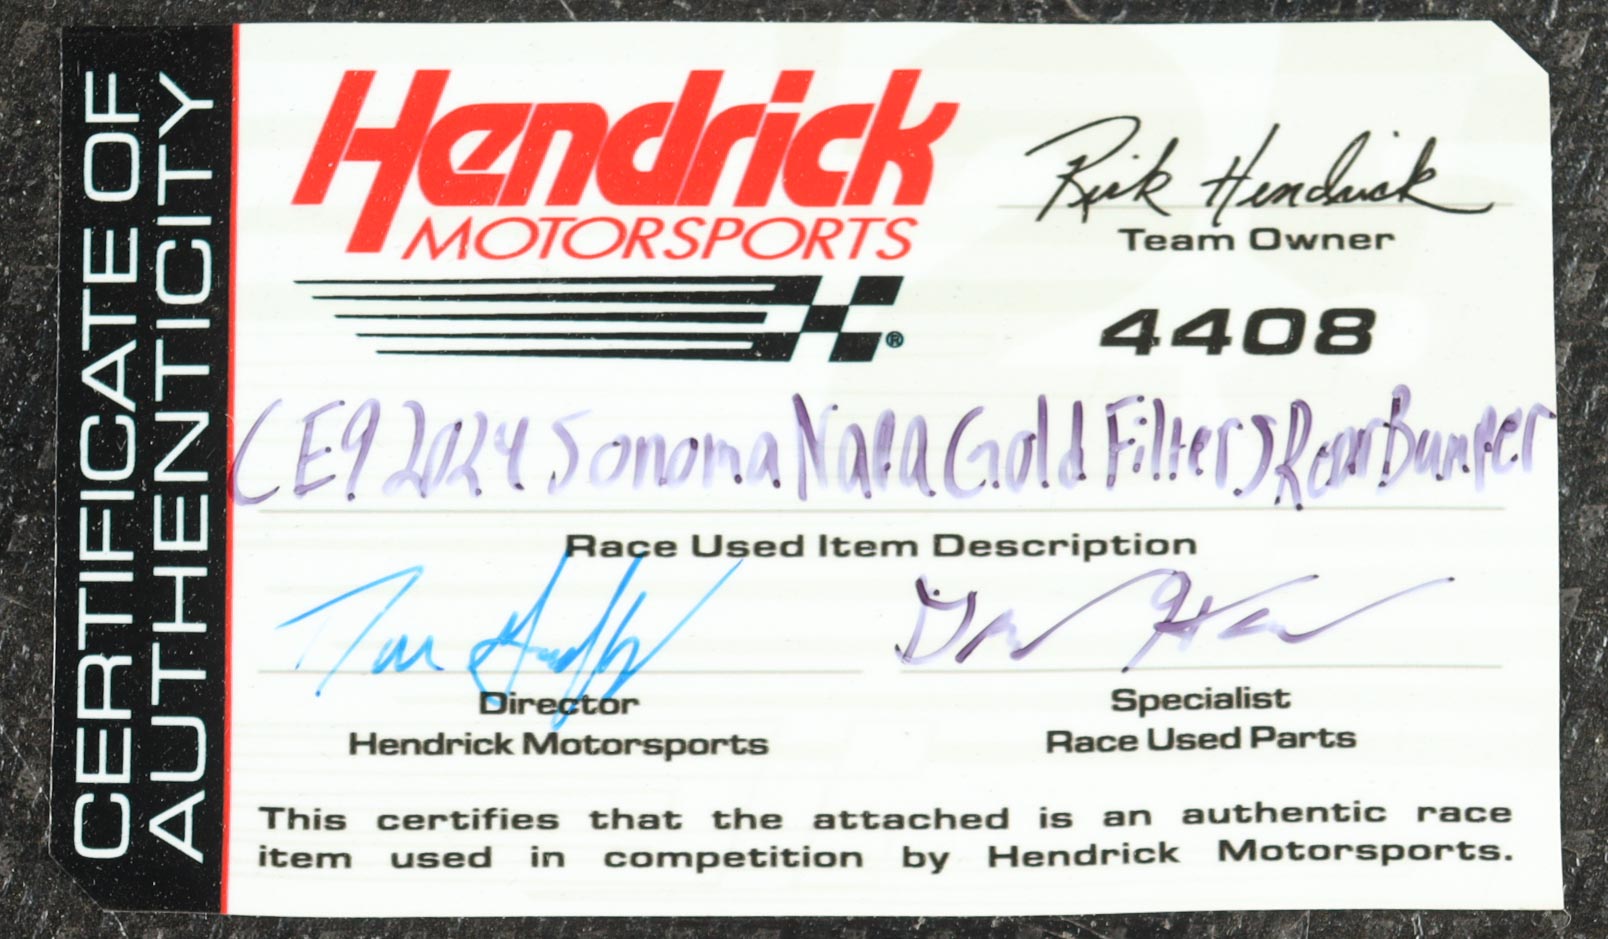 CERTIFICATE OF
AUTHENTICITY
Hendrick
MOTORSPORTS
®
Rick Hendrick
Team Owner
4408
CE9 2024 Sonoma Napa Gold Filters Rear Bumper
Race Used Item Description
Director
Hendrick Motorsports
Specialist
Race Used Parts
This certifies that the attached is an authentic race
item used in competition by Hendrick Motorsports.